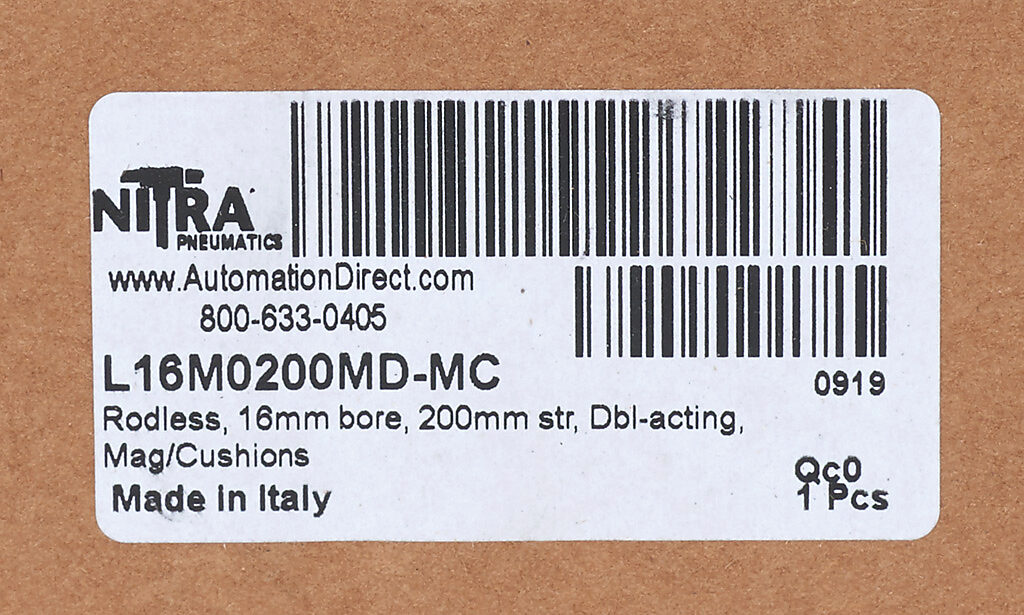 NITRA
PNEUMATICS
www.AutomationDirect.com
800-633-0405
L16M0200MD-MC
0919
Rodless, 16mm bore, 200mm str, Dbl-acting,
Mag/Cushions
Made in Italy
Qc0
1 Pcs